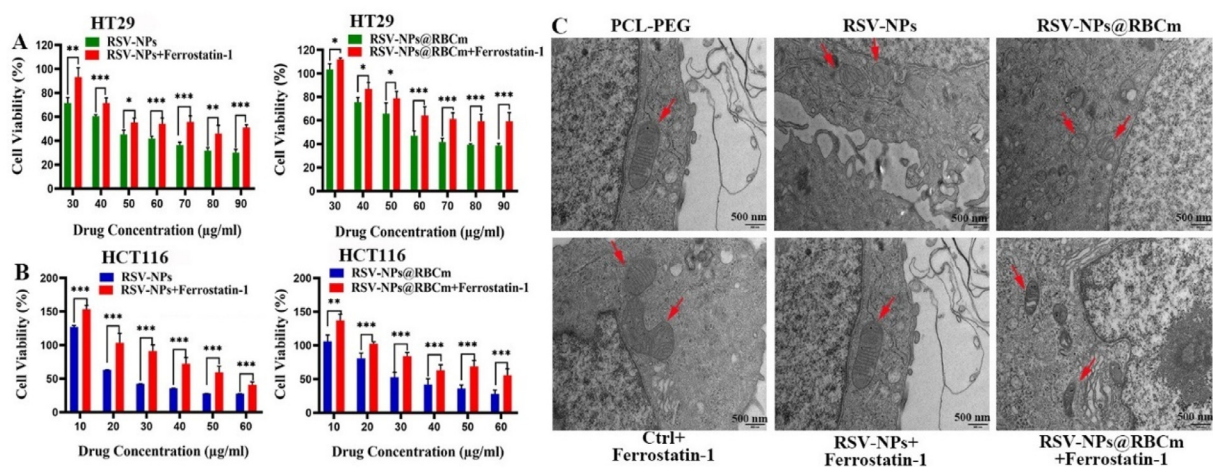 A
HT29
RSV-NPs
RSV-NPs+Ferrostatin-1
Cell Viability (%)
120
100
80
60
40
20
0
** *** * *** *** ** ***
30 40 50 60 70 80 90
Drug Concentration (µg/ml)
HT29
RSV-NPs@RBCm
RSV-NPs@RBCm+Ferrostatin-1
Cell Viability (%)
120
100
80
60
40
20
0
* * * *** *** *** ***
30 40 50 60 70 80 90
Drug Concentration (µg/ml)
B
HCT116
RSV-NPs
RSV-NPs+Ferrostatin-1
Cell Viability (%)
200
150
100
50
0
*** *** *** *** *** ***
10 20 30 40 50 60
Drug Concentration (µg/ml)
HCT116
RSV-NPs@RBCm
RSV-NPs@RBCm+Ferrostatin-1
Cell Viability (%)
200
150
100
50
0
** *** *** *** *** ***
10 20 30 40 50 60
Drug Concentration (µg/ml)
C
PCL-PEG
RSV-NPs
RSV-NPs@RBCm
500 nm
500 nm
500 nm
500 nm
500 nm
500 nm
Ctrl+
Ferrostatin-1
RSV-NPs+
Ferrostatin-1
RSV-NPs@RBCm
+Ferrostatin-1